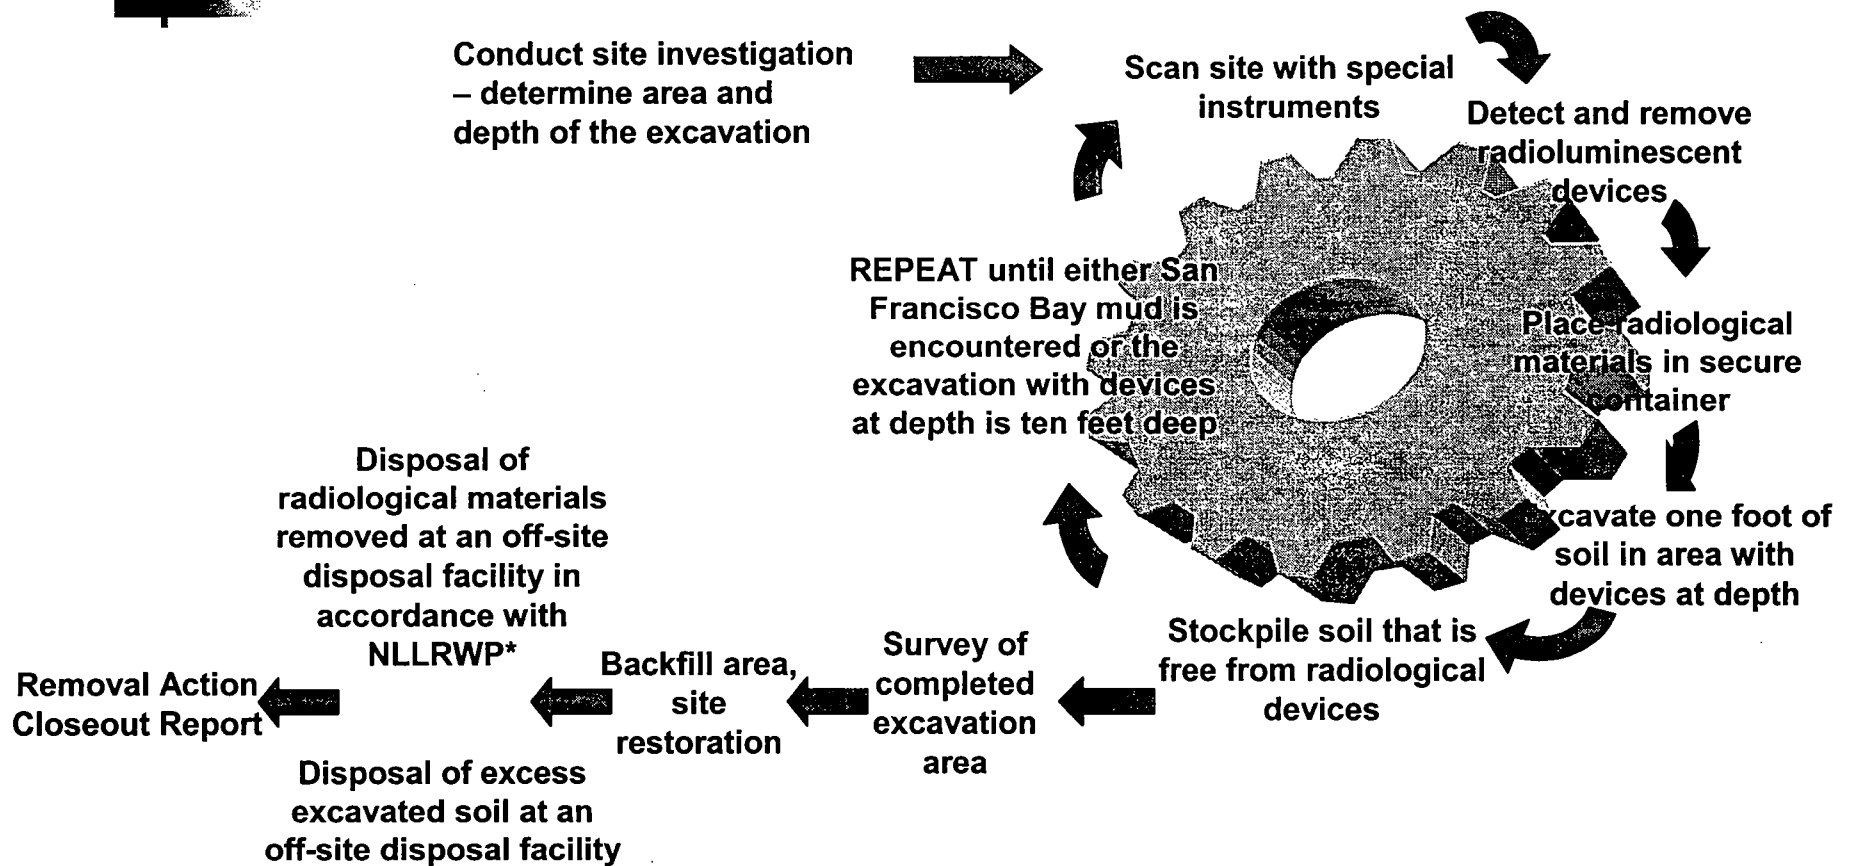 Conduct site investigation
– determine area and
depth of the excavation
Scan site with special
instruments
Detect and remove
radioluminescent
devices
Place radiological
materials in secure
container
xcavate one foot of
soil in area with
devices at depth
Stockpile soil that is
free from radiological
devices
REPEAT until either San
Francisco Bay mud is
encountered or the
excavation with devices
at depth is ten feet deep
Survey of
completed
excavation
area
Backfill area,
site
restoration
Disposal of
radiological materials
removed at an off-site
disposal facility in
accordance with
NLLRWP*
Disposal of excess
excavated soil at an
off-site disposal facility
Removal Action
Closeout Report